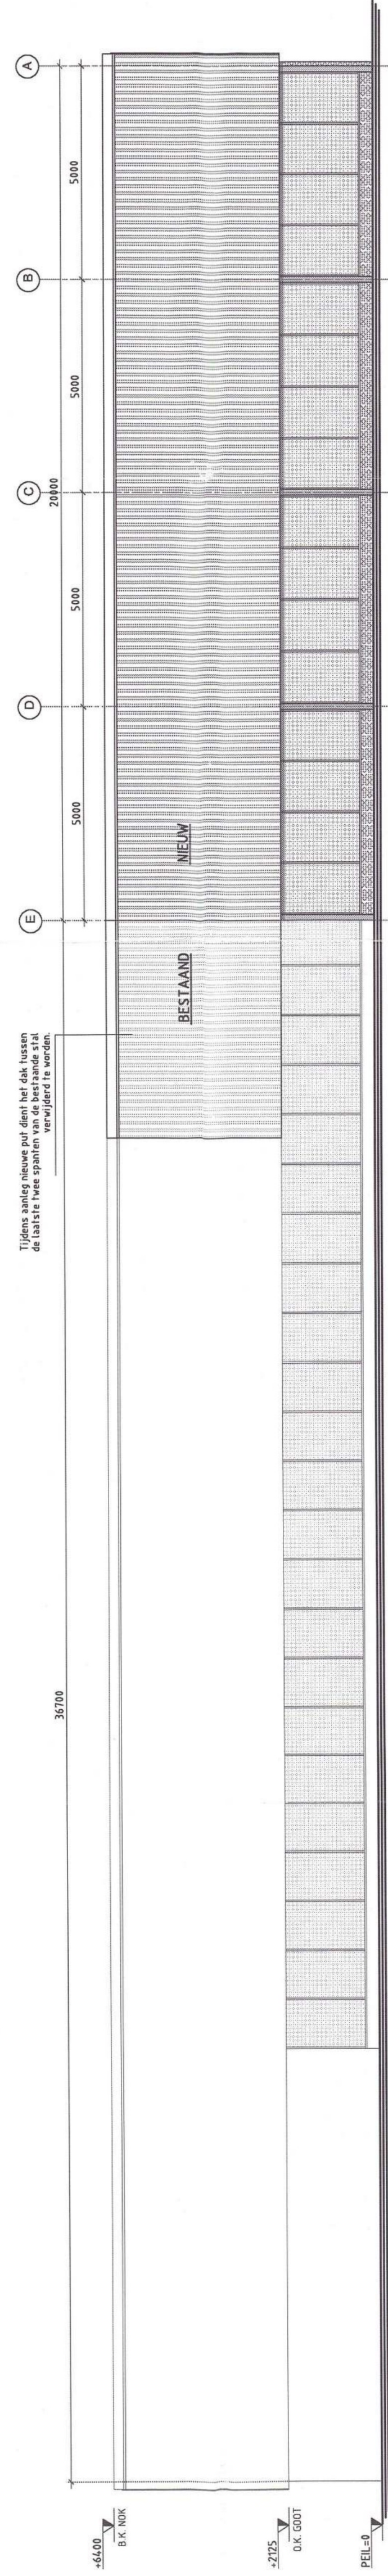 Tijdens aanleg nieuwe put dient het dak tussen
de laatste twee spanten van de bestaande stal
verwijderd te worden.
E
D
C
B
A
36700
20000
5000
5000
5000
5000
+6400
B.K. NOK
BESTAAND
NIEUW
+2125
O.K. GOOT
PEIL=0